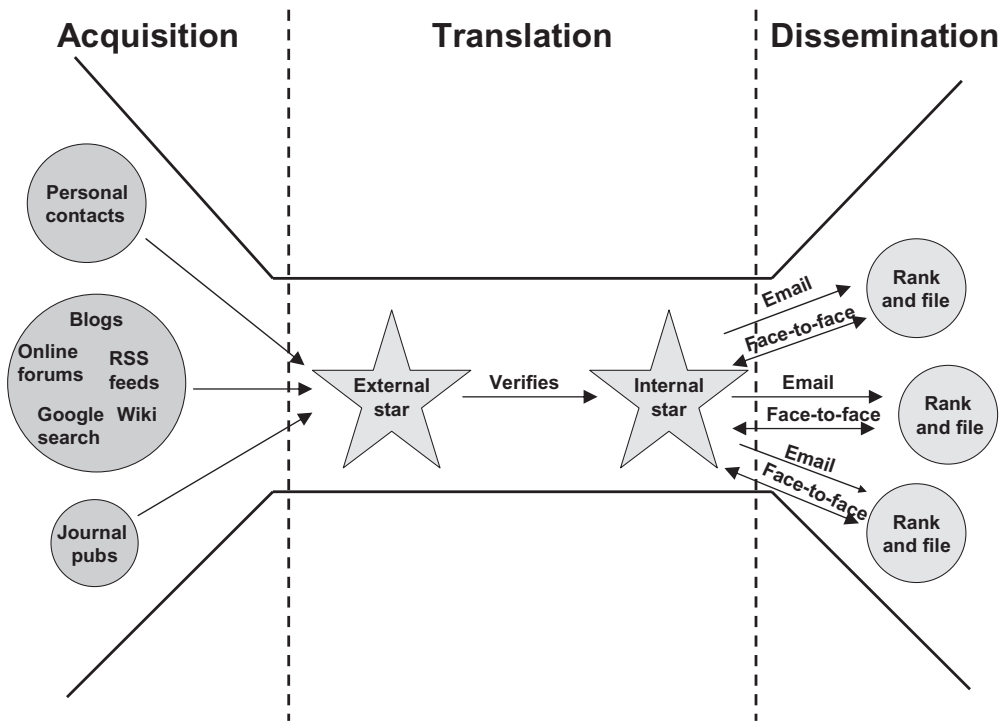 Acquisition
Translation
Dissemination
Personal
contacts
Blogs
Online
forums
RSS
feeds
Google
search
Wiki
Journal
pubs
External
star
Verifies
Internal
star
Email
Face-to-face
Rank
and file
Email
Face-to-face
Rank
and file
Email
Face-to-face
Rank
and file